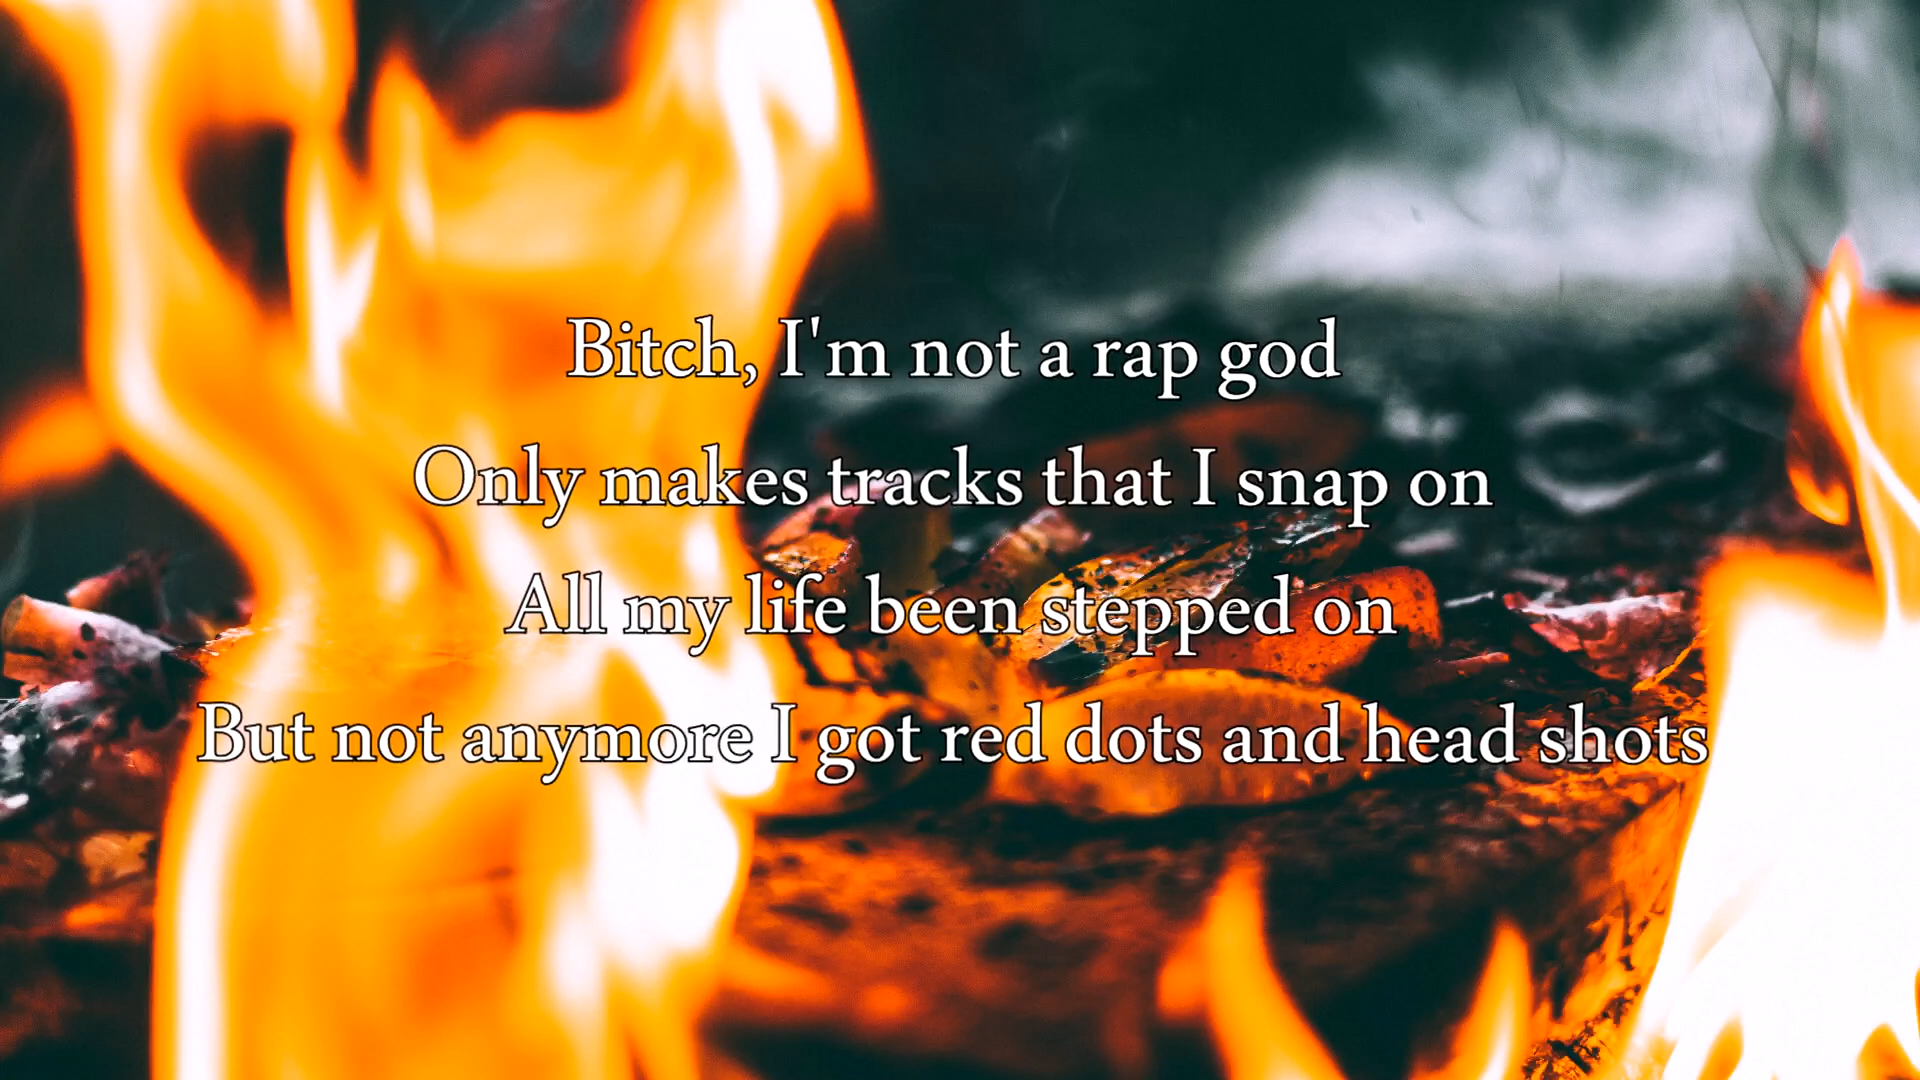 Bitch, I'm not a rap god
Only makes tracks that I snap on
All my life been stepped on
But not anymore I got red dots and head shots